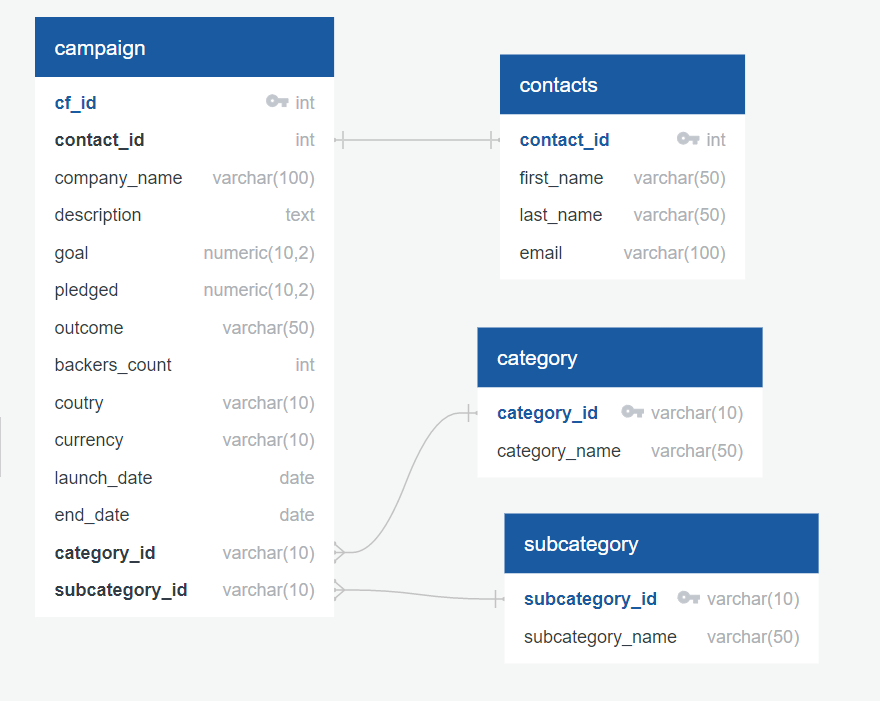 campaign
cf_id int
contact_id int
company_name varchar(100)
description text
goal numeric(10,2)
pledged numeric(10,2)
outcome varchar(50)
backers_count int
coutry varchar(10)
currency varchar(10)
launch_date date
end_date date
category_id varchar(10)
subcategory_id varchar(10)
contacts
contact_id int
first_name varchar(50)
last_name varchar(50)
email varchar(100)
category
category_id varchar(10)
category_name varchar(50)
subcategory
subcategory_id varchar(10)
subcategory_name varchar(50)